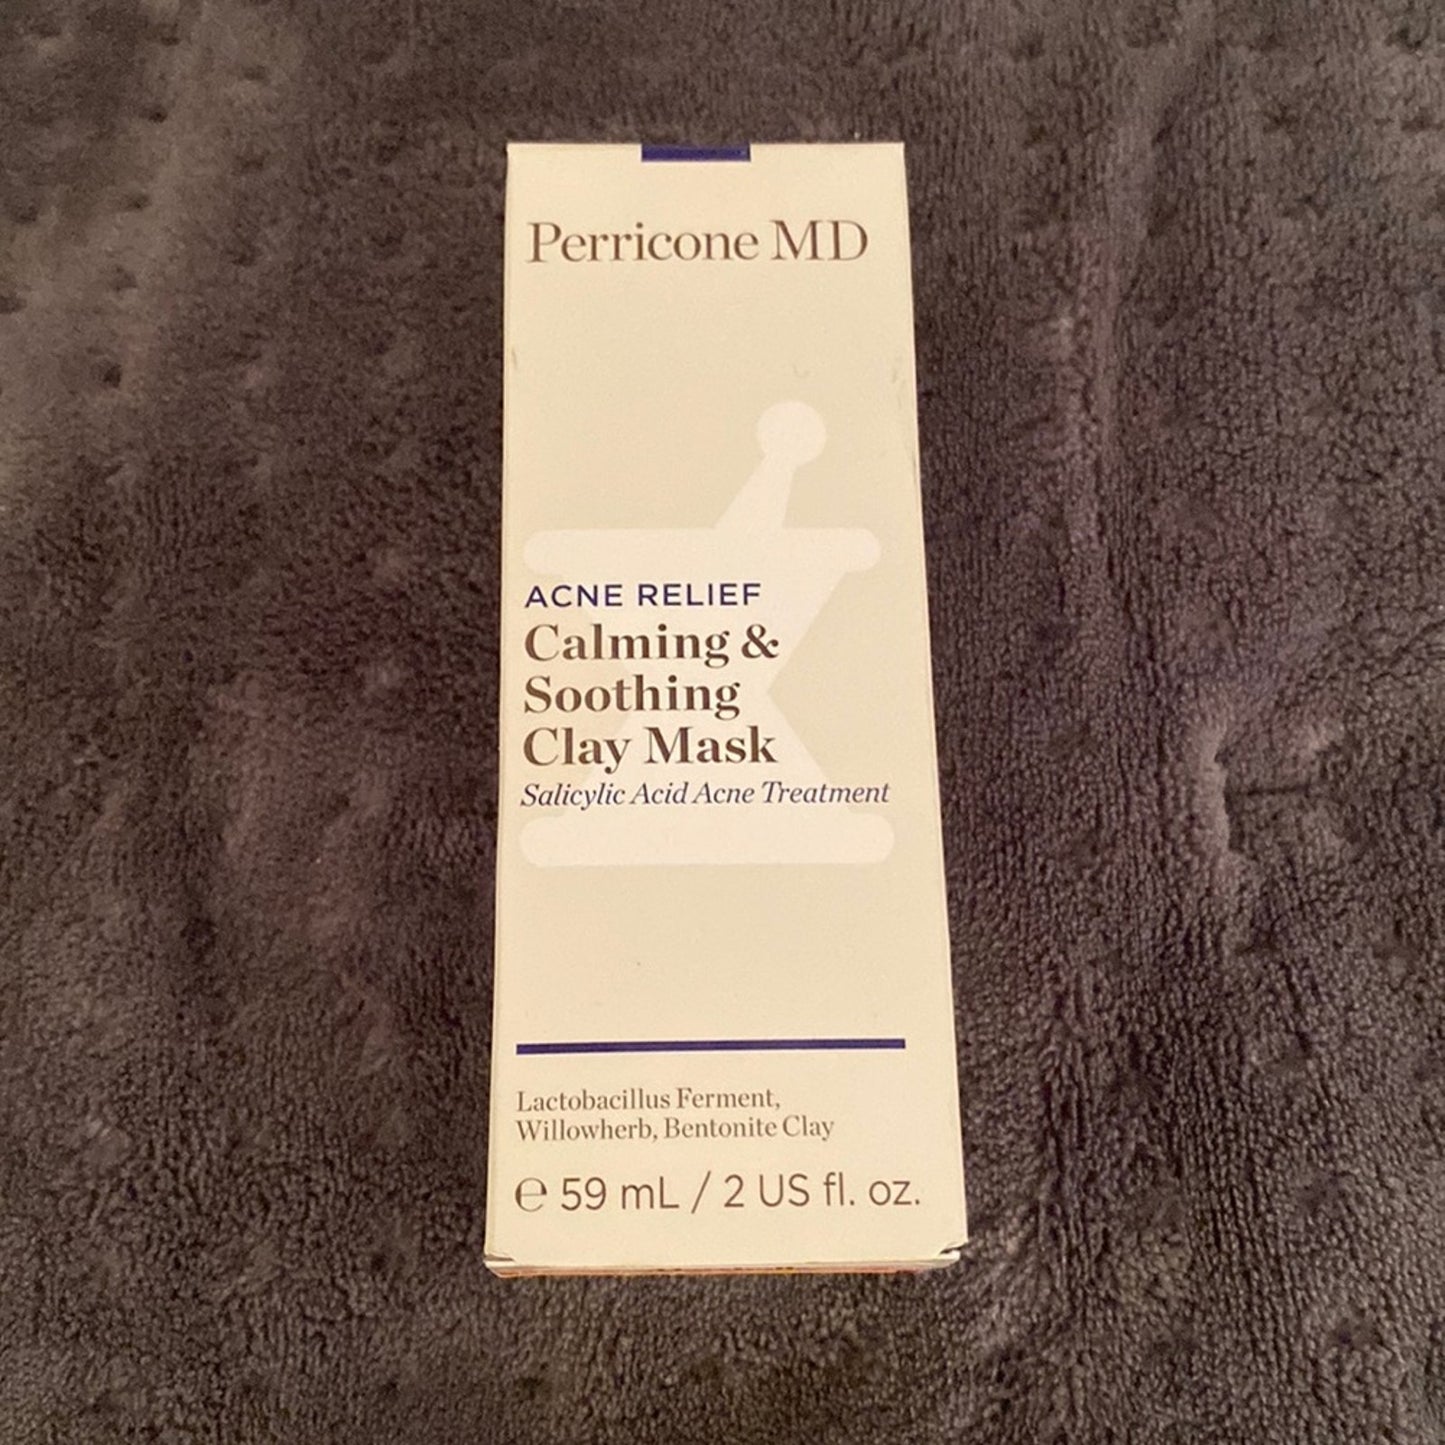 Perricone MD
ACNE RELIEF
Calming &
Soothing
Clay Mask
Salicylic Acid Acne Treatment
Lactobacillus Ferment,
Willowherb, Bentonite Clay
℮ 59 mL / 2 US fl. oz.